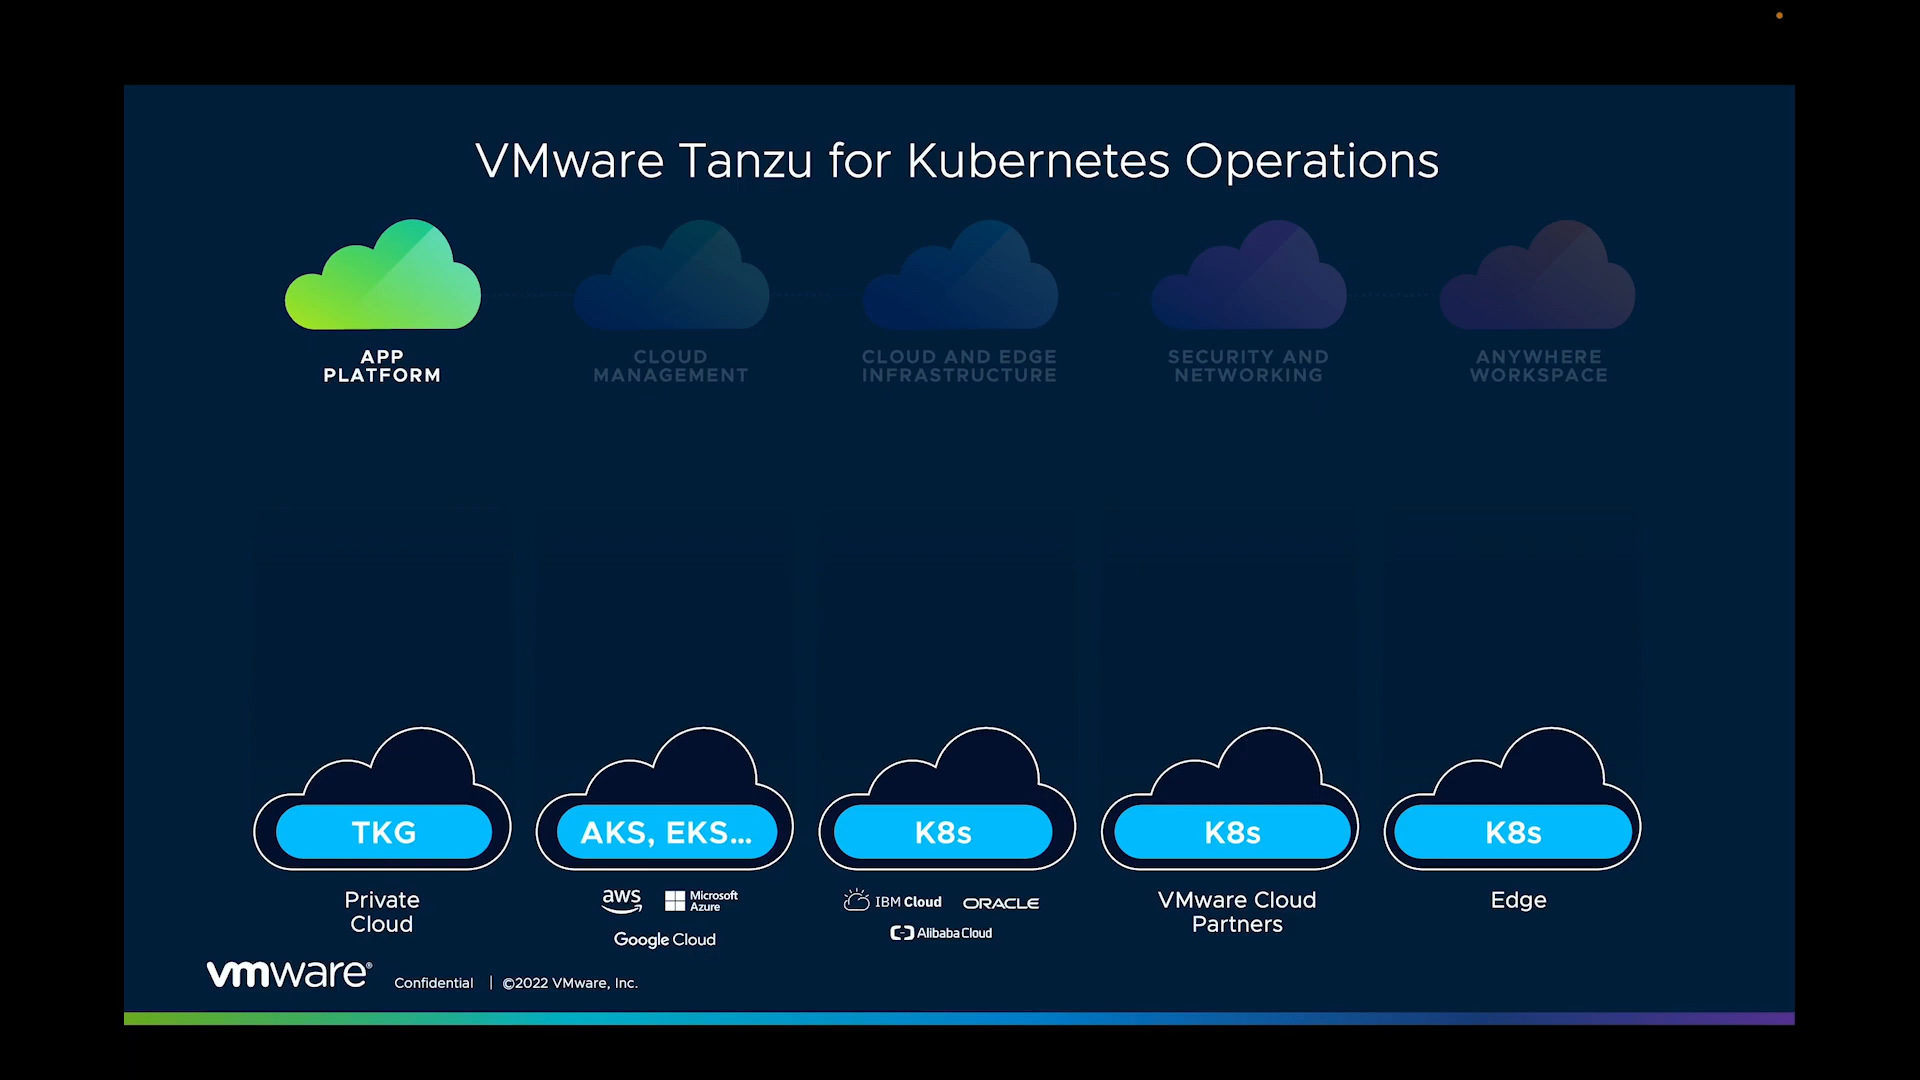 VMware Tanzu for Kubernetes Operations
APP
PLATFORM
CLOUD
MANAGEMENT
CLOUD AND EDGE
INFRASTRUCTURE
SECURITY AND
NETWORKING
ANYWHERE
WORKSPACE
TKG
AKS, EKS...
K8s
K8s
K8s
Private
Cloud
aws
Microsoft
Azure
Google Cloud
IBM Cloud
ORACLE
Alibaba Cloud
VMware Cloud
Partners
Edge
vmware®
Confidential | ©2022 VMware, Inc.